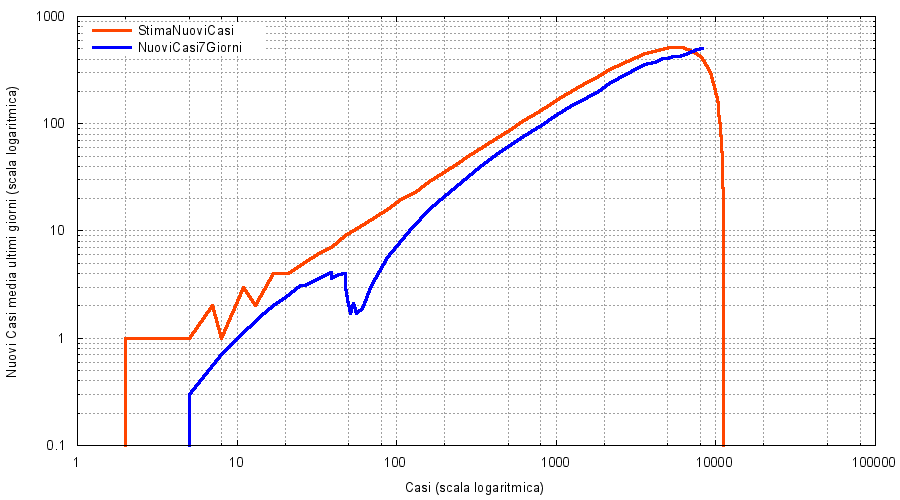 1000
StimaNuoviCasi
NuoviCasi7Giorni
100
10
1
0.1
Nuovi Casi media ultimi giorni (scala logaritmica)
1 10 100 1000 10000 100000
Casi (scala logaritmica)